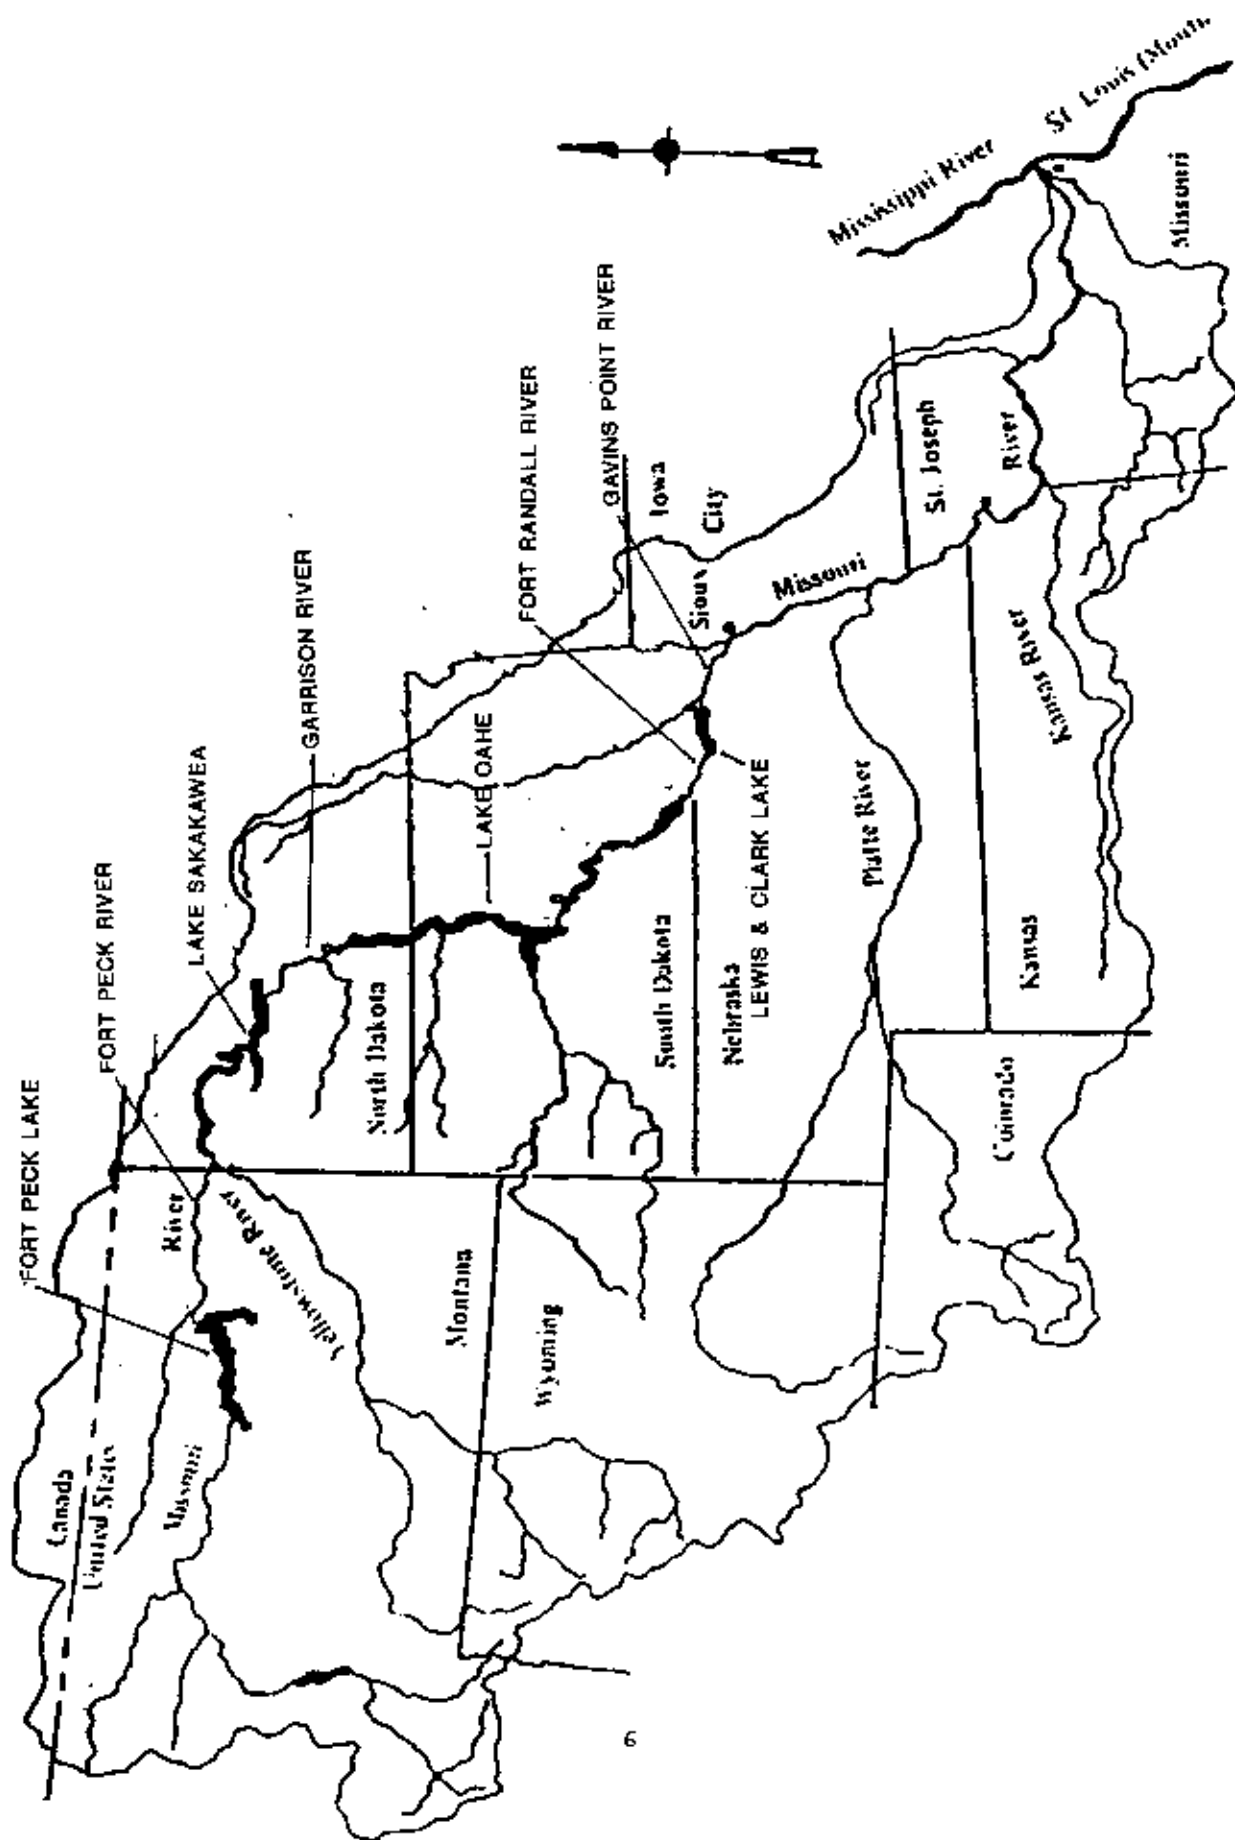 FORT PECK LAKE
FORT PECK RIVER
LAKE SAKAKAWEA
GARRISON RIVER
LAKE OAHE
FORT RANDALL RIVER
GAVINS POINT RIVER
LEWIS & CLARK LAKE
Canada
United States
Missouri
River
Yellowstone River
Montana
Wyoming
North Dakota
South Dakota
Nebraska
Platte River
Colorado
Kansas
Kansas River
Iowa
Sioux
City
Missouri
River
St. Joseph
Mississippi River
St. Louis
Missouri
6